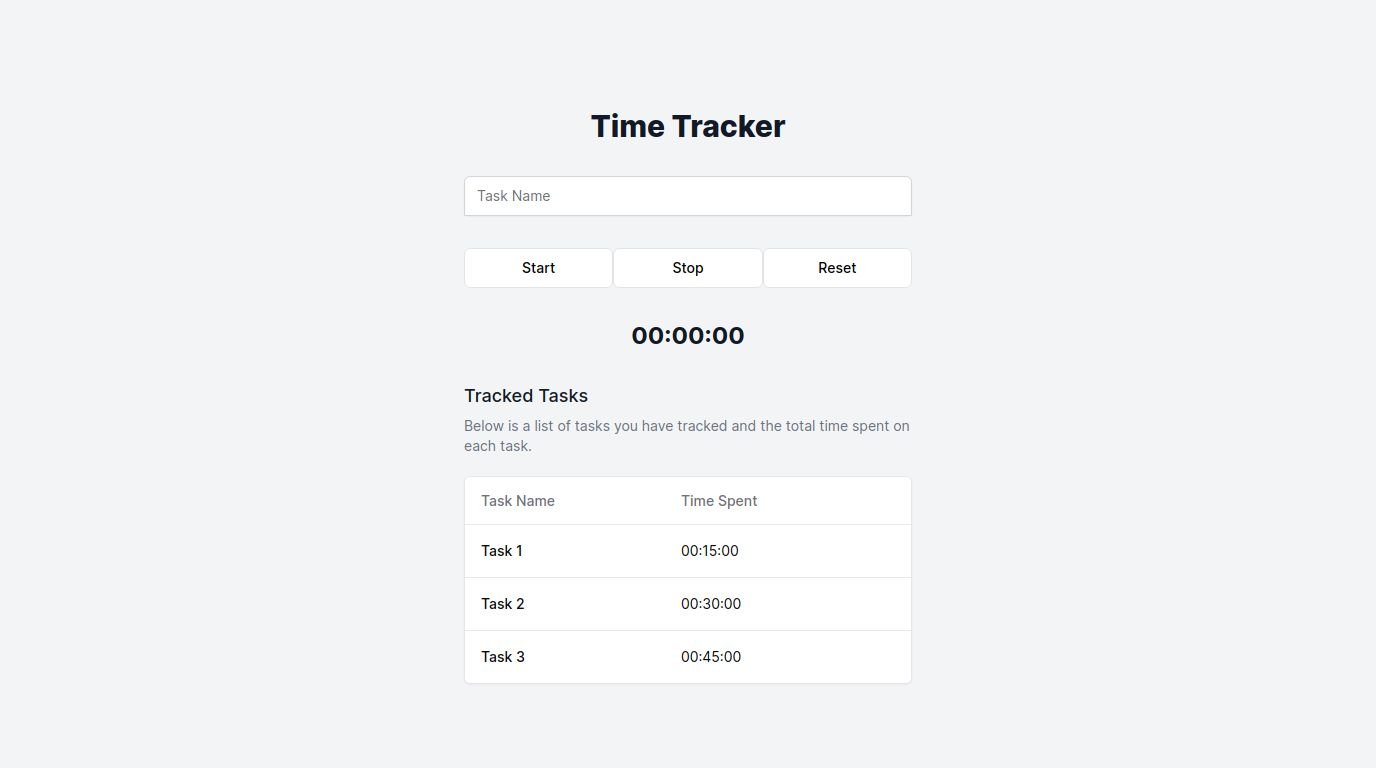 Time Tracker
Task Name
Start Stop Reset
00:00:00
Tracked Tasks
Below is a list of tasks you have tracked and the total time spent on
each task.
Task Name Time Spent
Task 1 00:15:00
Task 2 00:30:00
Task 3 00:45:00